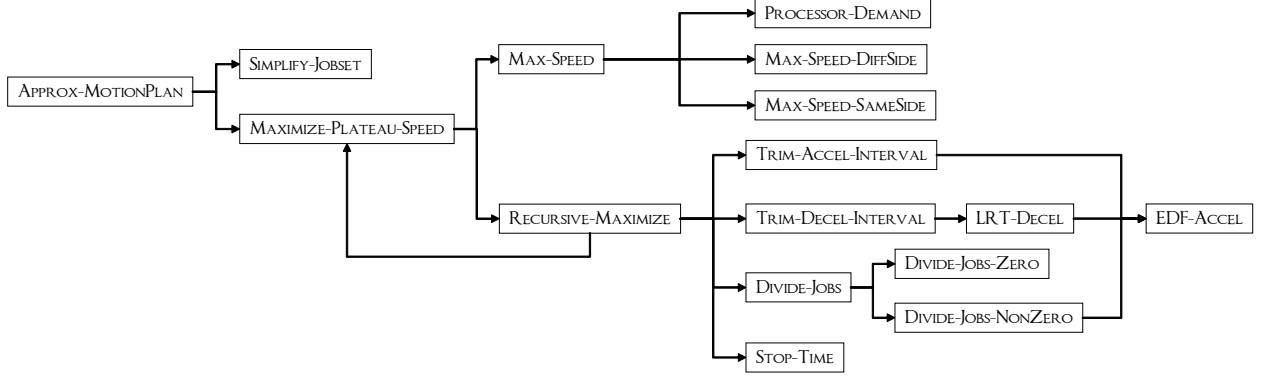 Approx-MotionPlan
Simplify-Jobset
Maximize-Plateau-Speed
Max-Speed
Recursive-Maximize
Processor-Demand
Max-Speed-DiffSide
Max-Speed-SameSide
Trim-Accel-Interval
Trim-Decel-Interval
LRT-Decel
EDF-Accel
Divide-Jobs
Divide-Jobs-Zero
Divide-Jobs-NonZero
Stop-Time